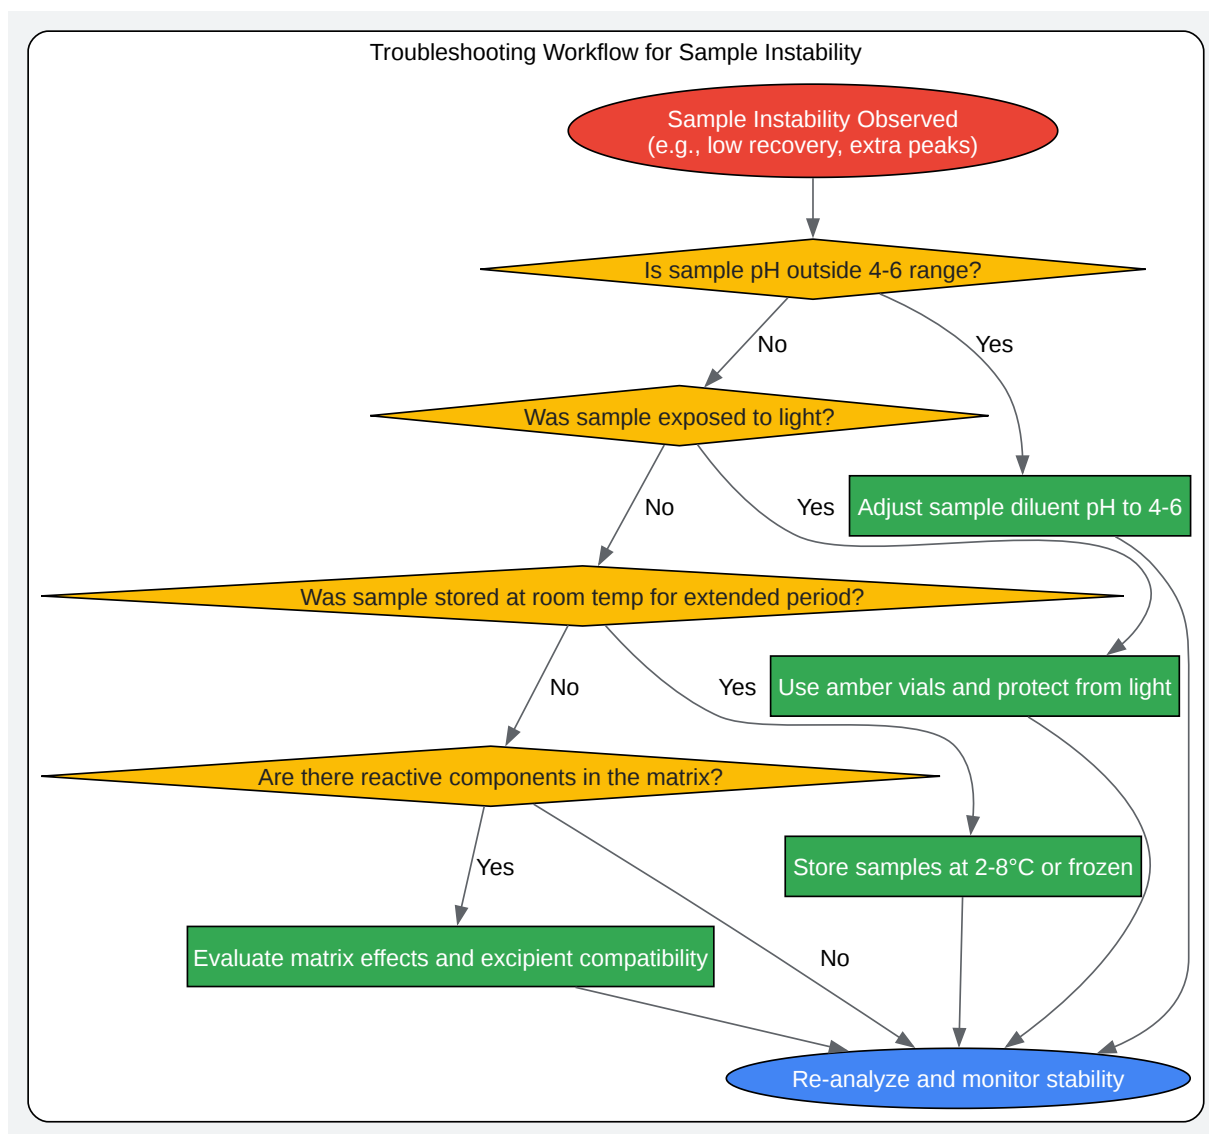 Troubleshooting Workflow for Sample Instability
Sample Instability Observed
(e.g., low recovery, extra peaks)
Is sample pH outside 4-6 range?
No
Yes
Was sample exposed to light?
No
Yes
Adjust sample diluent pH to 4-6
Was sample stored at room temp for extended period?
No
Yes
Use amber vials and protect from light
Are there reactive components in the matrix?
Yes
Store samples at 2-8°C or frozen
Evaluate matrix effects and excipient compatibility
No
Re-analyze and monitor stability